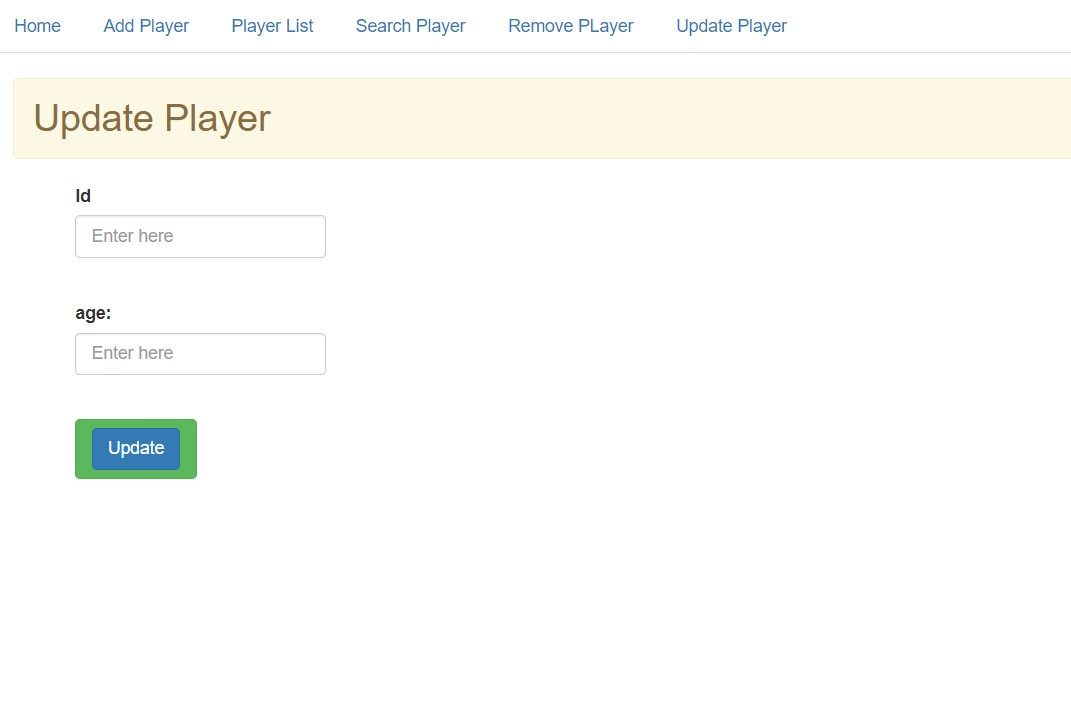 Home Add Player Player List Search Player Remove PLayer Update Player
Update Player
Id
Enter here
age:
Enter here
Update